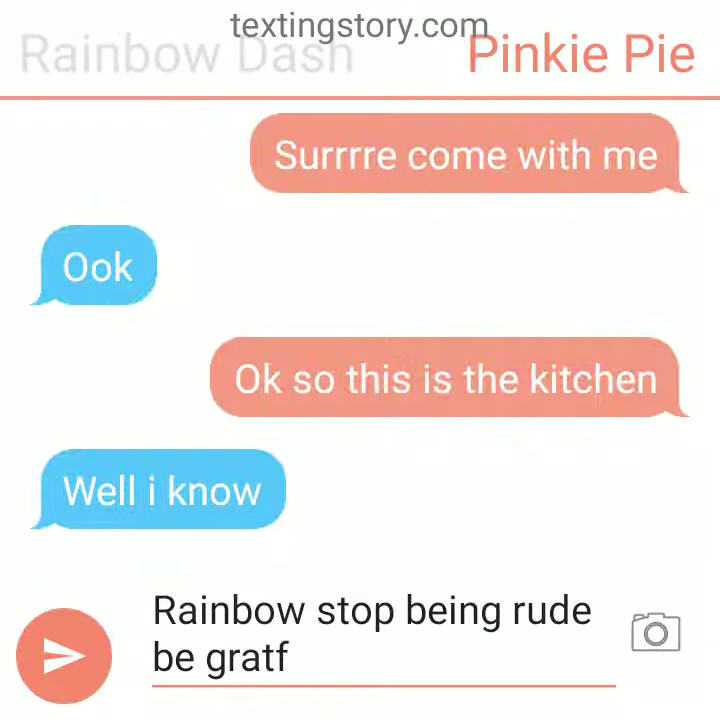 textingstory.com
Rainbow Dash
Pinkie Pie
Surrrre come with me
Ook
Ok so this is the kitchen
Well i know
Rainbow stop being rude
be gratf